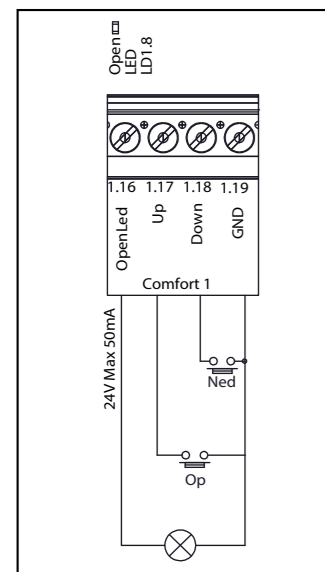 Open
LED
LD1.8
1.16 1.17 1.18 1.19
OpenLed
Up
Down
GND
Comfort 1
24V Max 50mA
Ned
Op